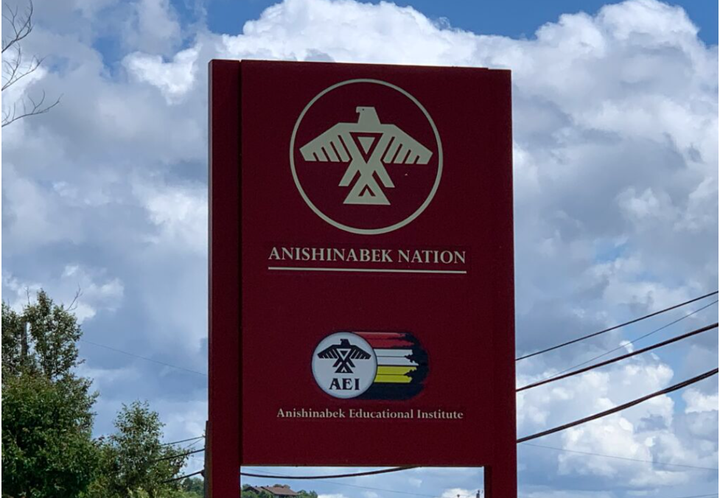 ANISHINABEK NATION
AEI
Anishinabek Educational Institute